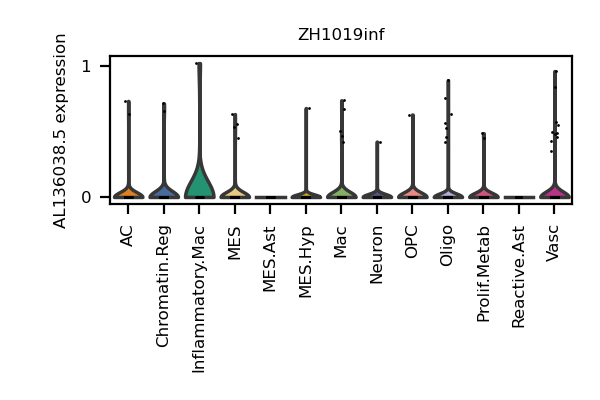 ZH1019inf
AL136038.5 expression
1
0
AC
Chromatin.Reg
Inflammatory.Mac
MES
MES.Ast
MES.Hyp
Mac
Neuron
OPC
Oligo
Prolif.Metab
Reactive.Ast
Vasc